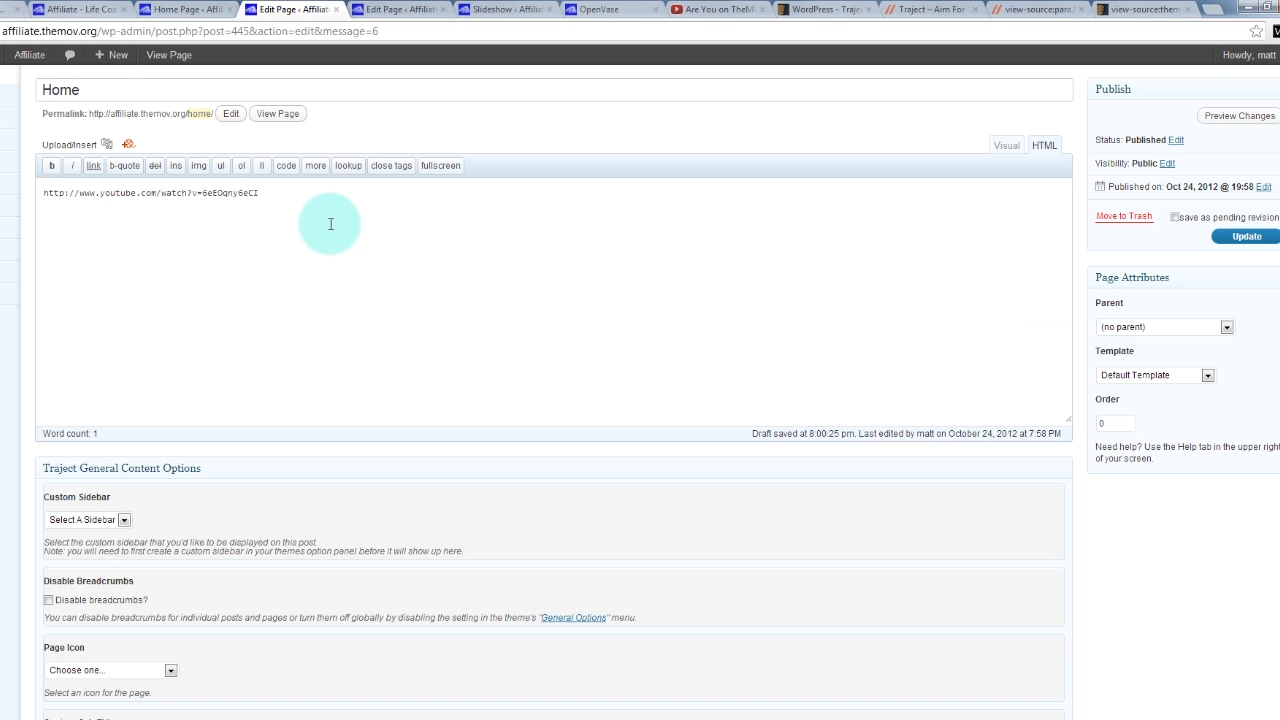 Affiliate - Life Coa
Home Page ‹ Affil
Edit Page ‹ Affiliat
Edit Page ‹ Affiliat
Slideshow ‹ Affiliat
OpenVase
Are You on TheM
WordPress - Traje
Traject – Aim For
view-source:para.l
view-source:them
affiliate.themov.org/wp-admin/post.php?post=445&action=edit&message=6
Affiliate
New
View Page
Howdy, matt
Home
Permalink: http://affiliate.themov.org/home/ Edit View Page
Upload/Insert
Visual HTML
b i link b-quote del ins img ul ol li code more lookup close tags fullscreen
http://www.youtube.com/watch?v=6eEOqny6eCI
Word count: 1
Draft saved at 8:00:25 pm. Last edited by matt on October 24, 2012 at 7:58 PM
Traject General Content Options
Custom Sidebar
Select A Sidebar
Select the custom sidebar that you'd like to be displayed on this post.
Note: you will need to first create a custom sidebar in your themes option panel before it will show up here.
Disable Breadcrumbs
Disable breadcrumbs?
You can disable breadcrumbs for individual posts and pages or turn them off globally by disabling the setting in the theme's "General Options" menu.
Page Icon
Choose one...
Select an icon for the page.
Publish
Preview Changes
Status: Published Edit
Visibility: Public Edit
Published on: Oct 24, 2012 @ 19:58 Edit
Move to Trash
save as pending revision
Update
Page Attributes
Parent
(no parent)
Template
Default Template
Order
0
Need help? Use the Help tab in the upper right
of your screen.